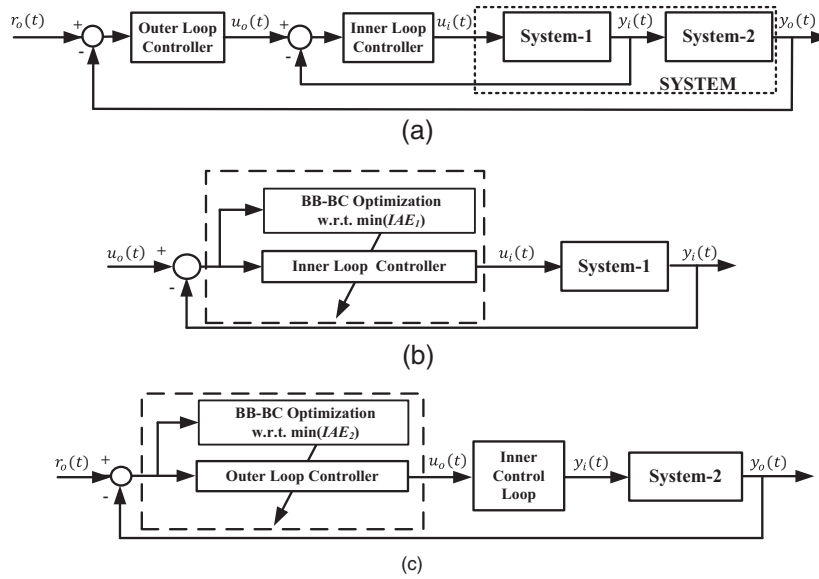 r_o(t) + - Outer Loop Controller u_o(t) + - Inner Loop Controller u_i(t) System-1 y_i(t) System-2 y_o(t)
SYSTEM
(a)
BB-BC Optimization
w.r.t. min(IAE_1)
u_o(t) + - Inner Loop Controller u_i(t) System-1 y_i(t)
(b)
BB-BC Optimization
w.r.t. min(IAE_2)
r_o(t) + - Outer Loop Controller u_o(t) Inner Control Loop y_i(t) System-2 y_o(t)
(c)